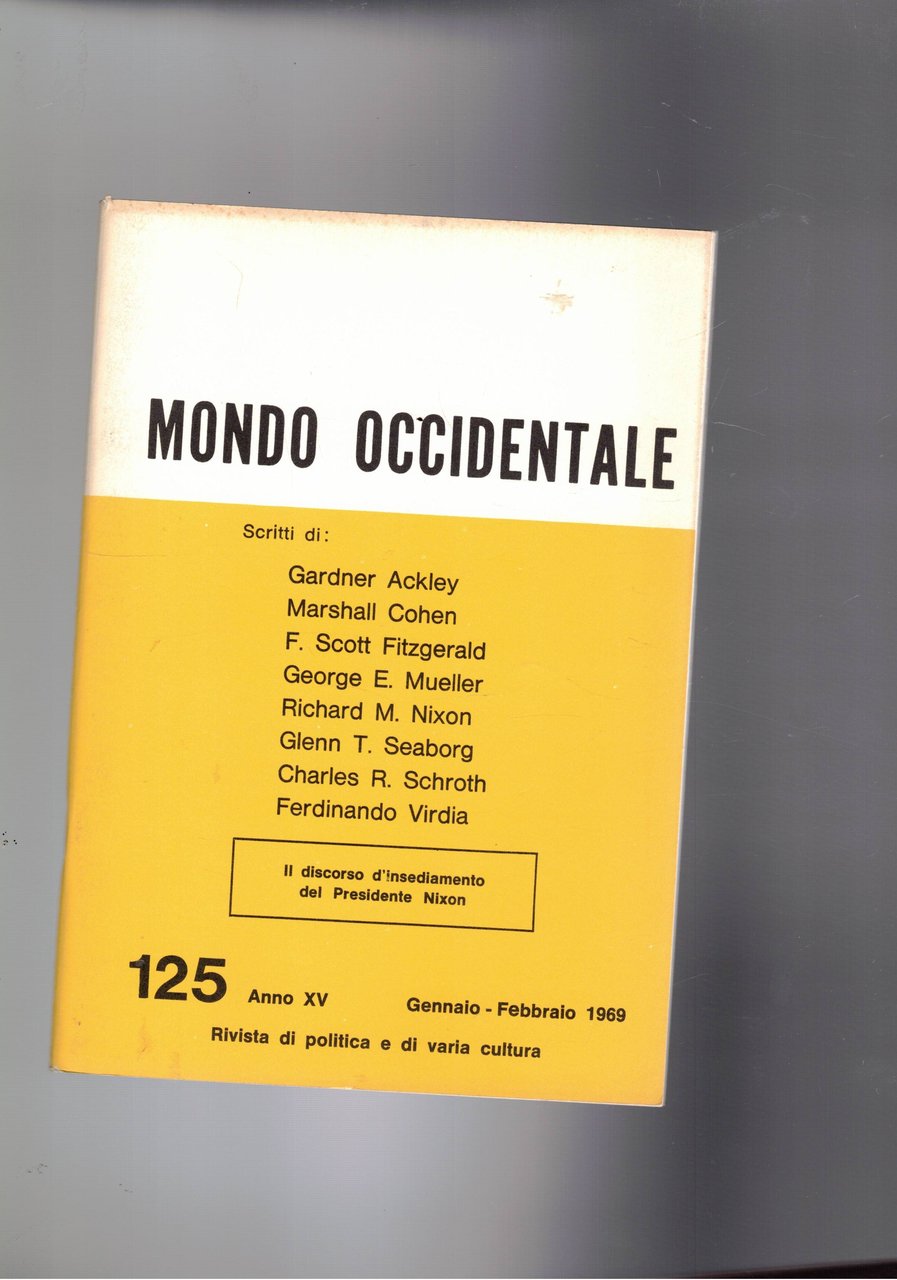 MONDO OCCIDENTALE
Scritti di:
Gardner Ackley
Marshall Cohen
F. Scott Fitzgerald
George E. Mueller
Richard M. Nixon
Glenn T. Seaborg
Charles R. Schroth
Ferdinando Virdia
Il discorso d'insediamento
del Presidente Nixon
125 Anno XV Gennaio - Febbraio 1969
Rivista di politica e di varia cultura